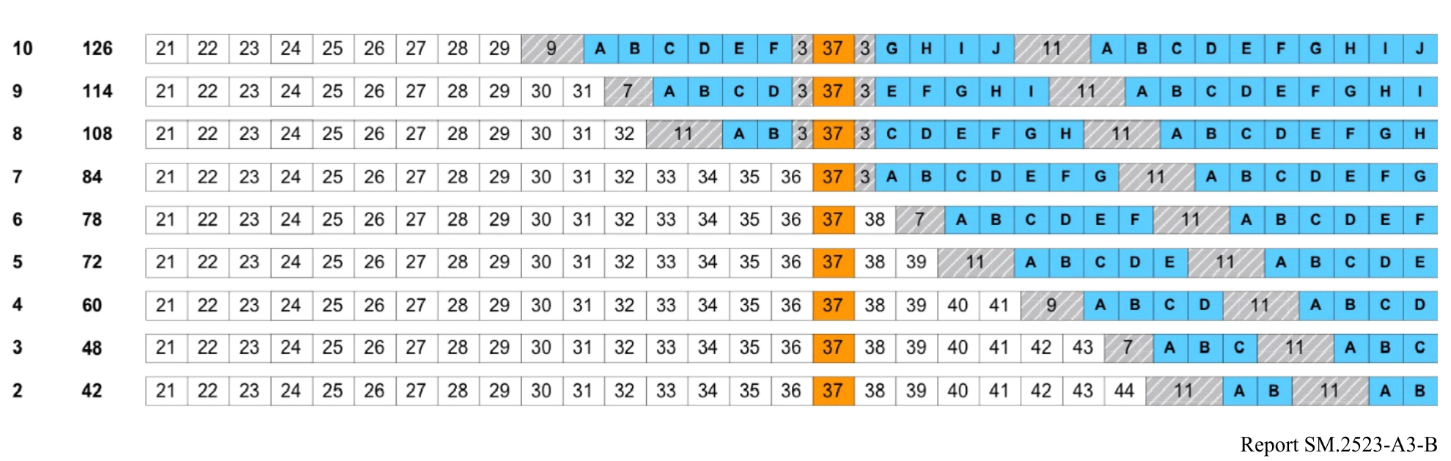 10 126 21 22 23 24 25 26 27 28 29 9 A B C D E F 3 37 3 G H I J 11 A B C D E F G H I J
9 114 21 22 23 24 25 26 27 28 29 30 31 7 A B C D 3 37 3 E F G H I 11 A B C D E F G H I
8 108 21 22 23 24 25 26 27 28 29 30 31 32 11 A B 3 37 3 C D E F G H 11 A B C D E F G H
7 84 21 22 23 24 25 26 27 28 29 30 31 32 33 34 35 36 37 3 A B C D E F G 11 A B C D E F G
6 78 21 22 23 24 25 26 27 28 29 30 31 32 33 34 35 36 37 38 7 A B C D E F 11 A B C D E F
5 72 21 22 23 24 25 26 27 28 29 30 31 32 33 34 35 36 37 38 39 11 A B C D E 11 A B C D E
4 60 21 22 23 24 25 26 27 28 29 30 31 32 33 34 35 36 37 38 39 40 41 9 A B C D 11 A B C D
3 48 21 22 23 24 25 26 27 28 29 30 31 32 33 34 35 36 37 38 39 40 41 42 43 7 A B C 11 A B C
2 42 21 22 23 24 25 26 27 28 29 30 31 32 33 34 35 36 37 38 39 40 41 42 43 44 11 A B 11 A B
Report SM.2523-A3-B